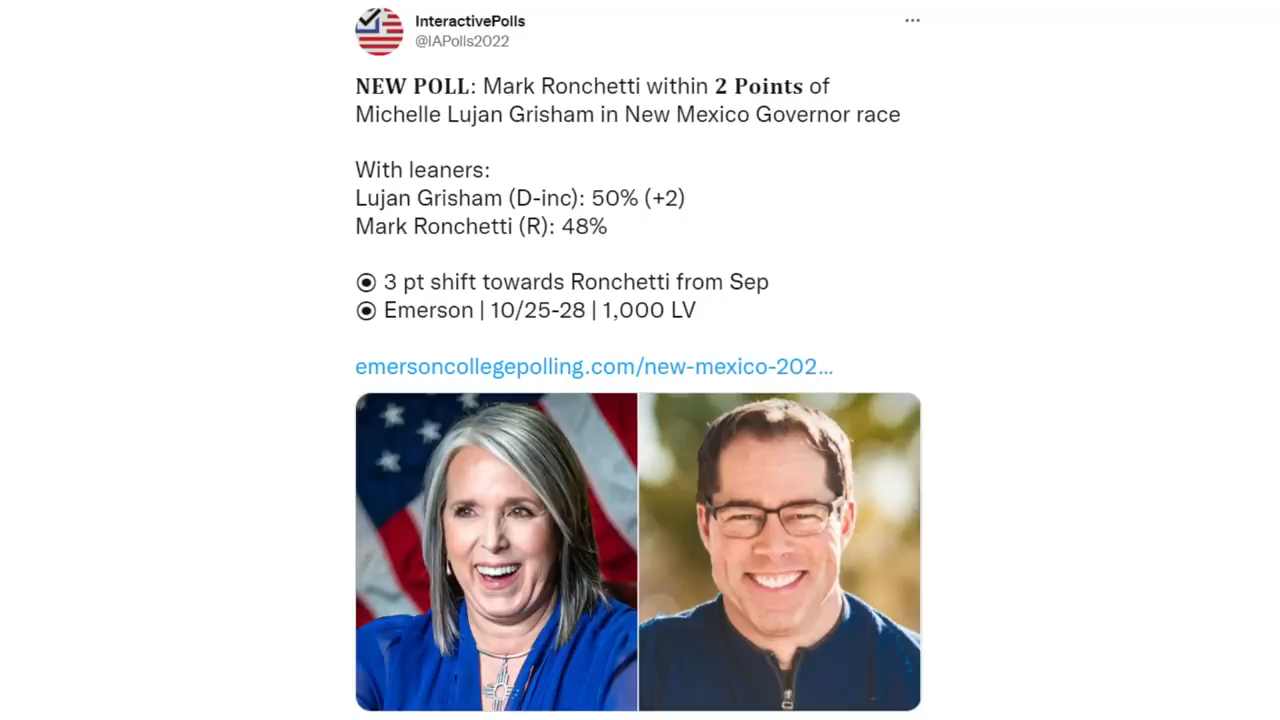 InteractivePolls
...
@IAPolls2022
NEW POLL: Mark Ronchetti within 2 Points of
Michelle Lujan Grisham in New Mexico Governor race
With leaners:
Lujan Grisham (D-inc): 50% (+2)
Mark Ronchetti (R): 48%
⦿ 3 pt shift towards Ronchetti from Sep
⦿ Emerson | 10/25-28 | 1,000 LV
emersoncollegepolling.com/new-mexico-202...